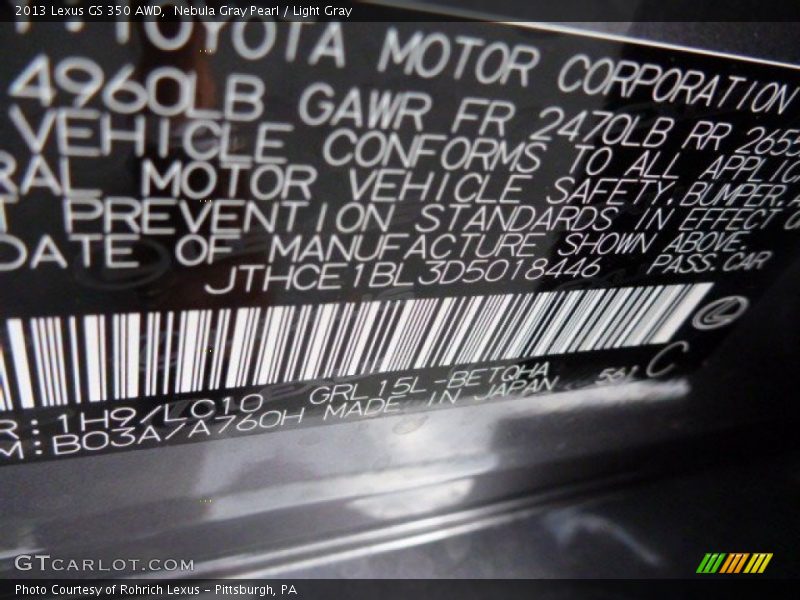 2013 Lexus GS 350 AWD, Nebula Gray Pearl / Light Gray
TOYOTA MOTOR CORPORATION
4960LB GAWR FR 2470LB RR 265
VEHICLE CONFORMS TO ALL APPLIC
RAL MOTOR VEHICLE SAFETY, BUMPER, A
T PREVENTION STANDARDS IN EFFECT O
DATE OF MANUFACTURE SHOWN ABOVE.
JTHCE1BL3D5018446 PASS. CAR
R: 1H9/LC10 GRL15L-BETQHA 561 C
M: B03A/A760H MADE IN JAPAN
GTCARLOT.COM
Photo Courtesy of Rohrich Lexus - Pittsburgh, PA